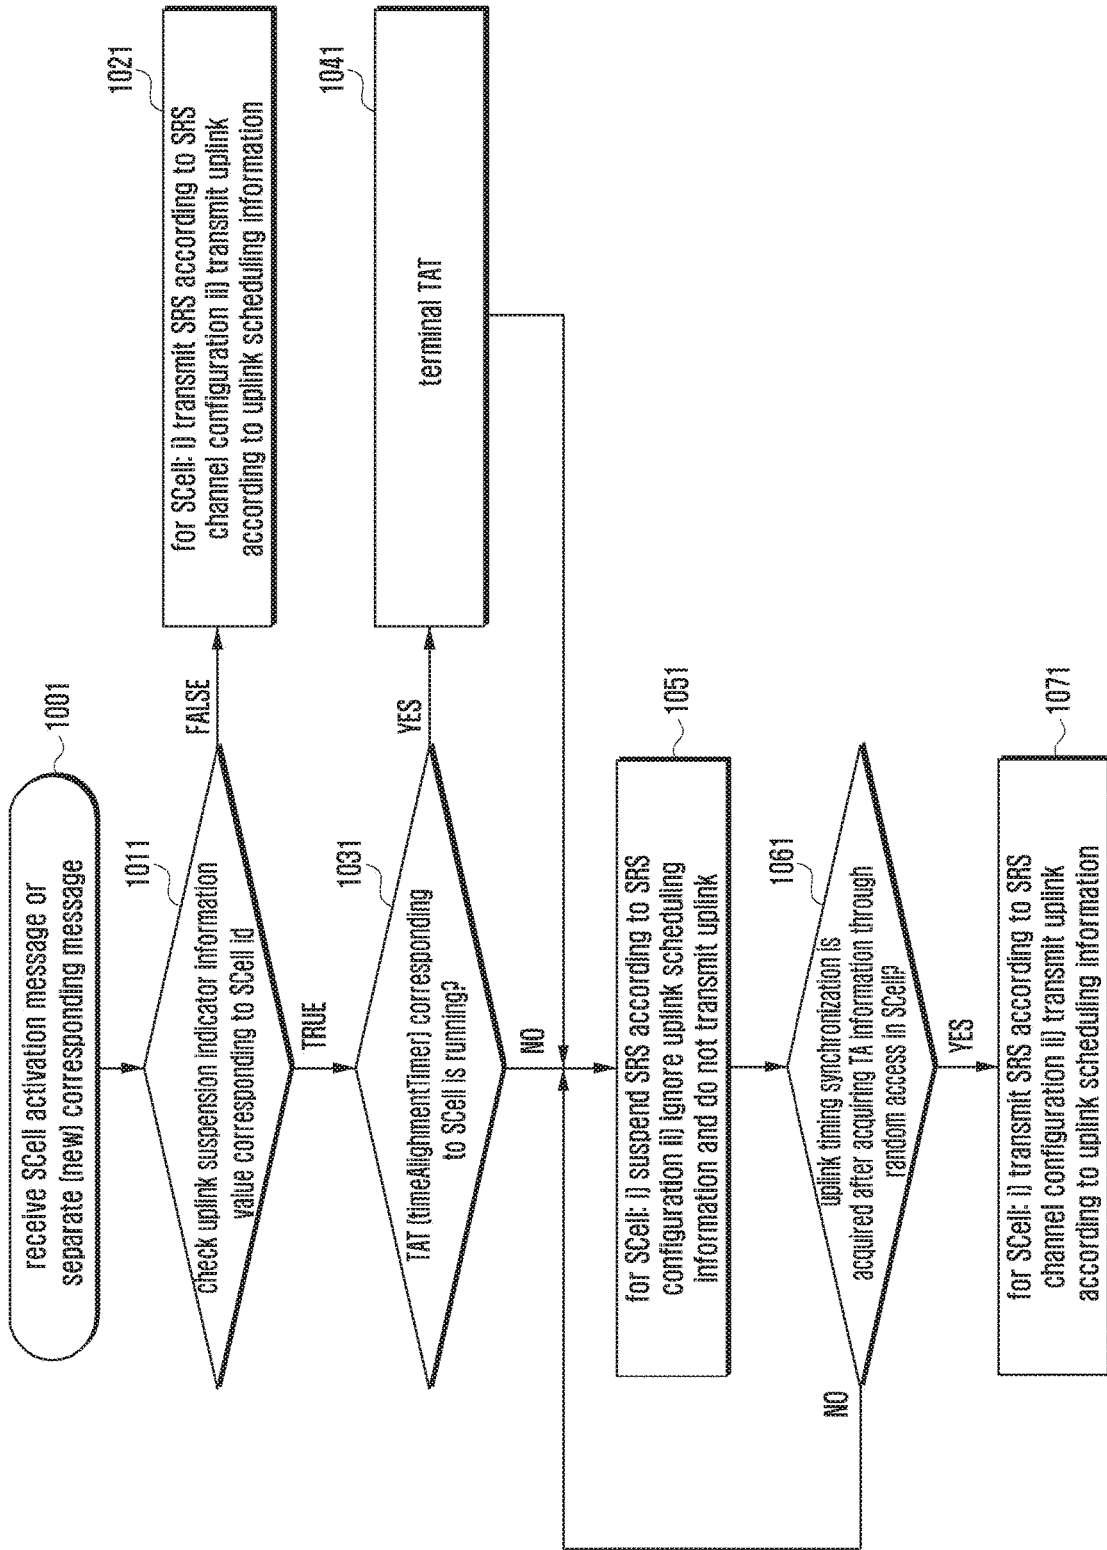 receive SCell activation message or
separate (new) corresponding message
1001
check uplink suspension indicator information
value corresponding to SCell id
1011
FALSE
for SCell: i) transmit SRS according to SRS
channel configuration ii) transmit uplink
according to uplink scheduling information
1021
TRUE
TAT (timeAlignmentTimer) corresponding
to SCell is running?
1031
YES
terminal TAT
1041
NO
for SCell: i) suspend SRS according to SRS
configuration ii) ignore uplink scheduling
information and do not transmit uplink
1051
uplink timing synchronization is
acquired after acquiring TA information through
random access in SCell?
1061
NO
YES
for SCell: i) transmit SRS according to SRS
channel configuration ii) transmit uplink
according to uplink scheduling information
1071